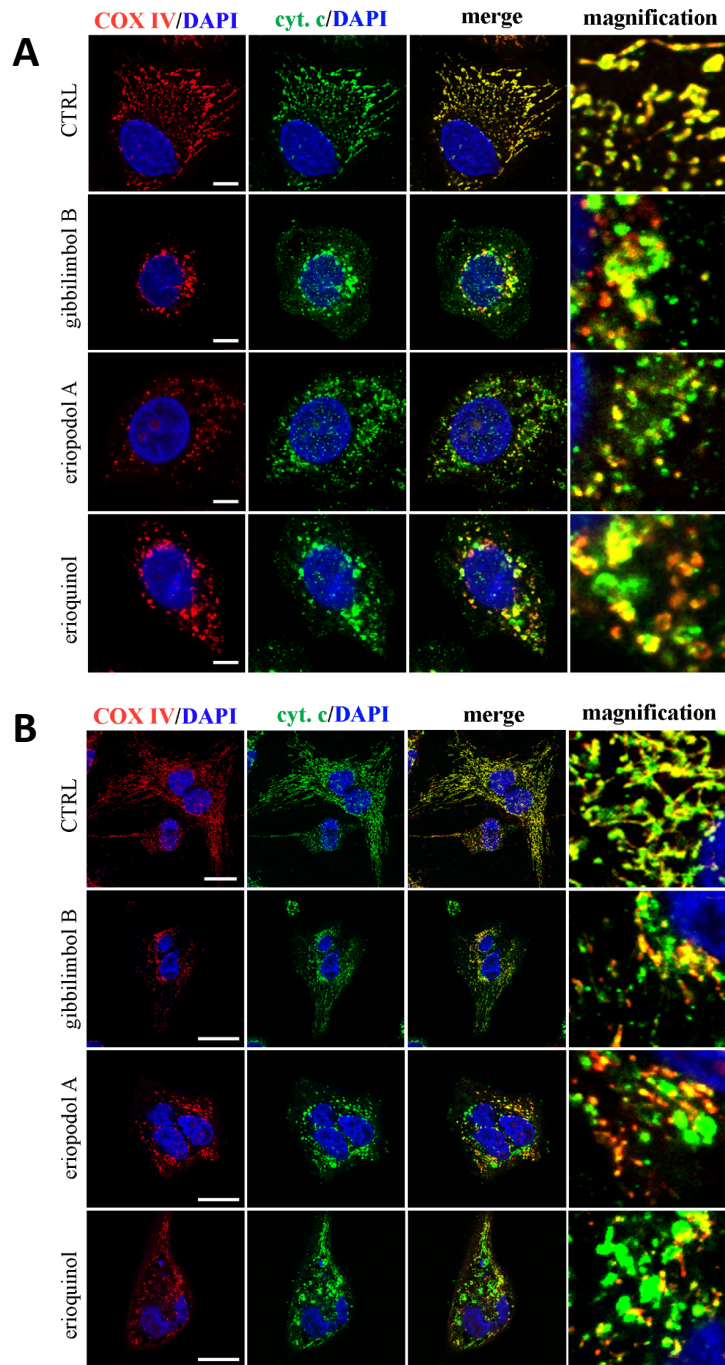 A
COX IV/DAPI cyt. c/DAPI merge magnification
CTRL
gibbilimbol B
eriopodol A
erioquinol
B
COX IV/DAPI cyt. c/DAPI merge magnification
CTRL
gibbilimbol B
eriopodol A
erioquinol